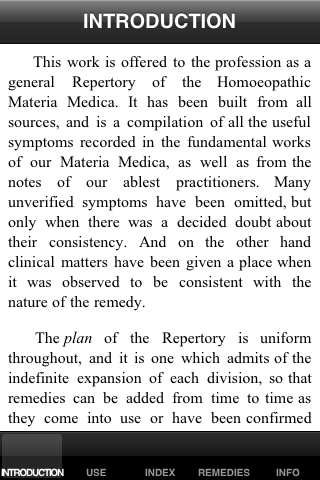 INTRODUCTION
This work is offered to the profession as a
general Repertory of the Homoeopathic
Materia Medica. It has been built from all
sources, and is a compilation of all the useful
symptoms recorded in the fundamental works
of our Materia Medica, as well as from the
notes of our ablest practitioners. Many
unverified symptoms have been omitted, but
only when there was a decided doubt about
their consistency. And on the other hand
clinical matters have been given a place when
it was observed to be consistent with the
nature of the remedy.
The plan of the Repertory is uniform
throughout, and it is one which admits of the
indefinite expansion of each division, so that
remedies can be added from time to time as
they come into use or have been confirmed
INTRODUCTION USE INDEX REMEDIES INFO